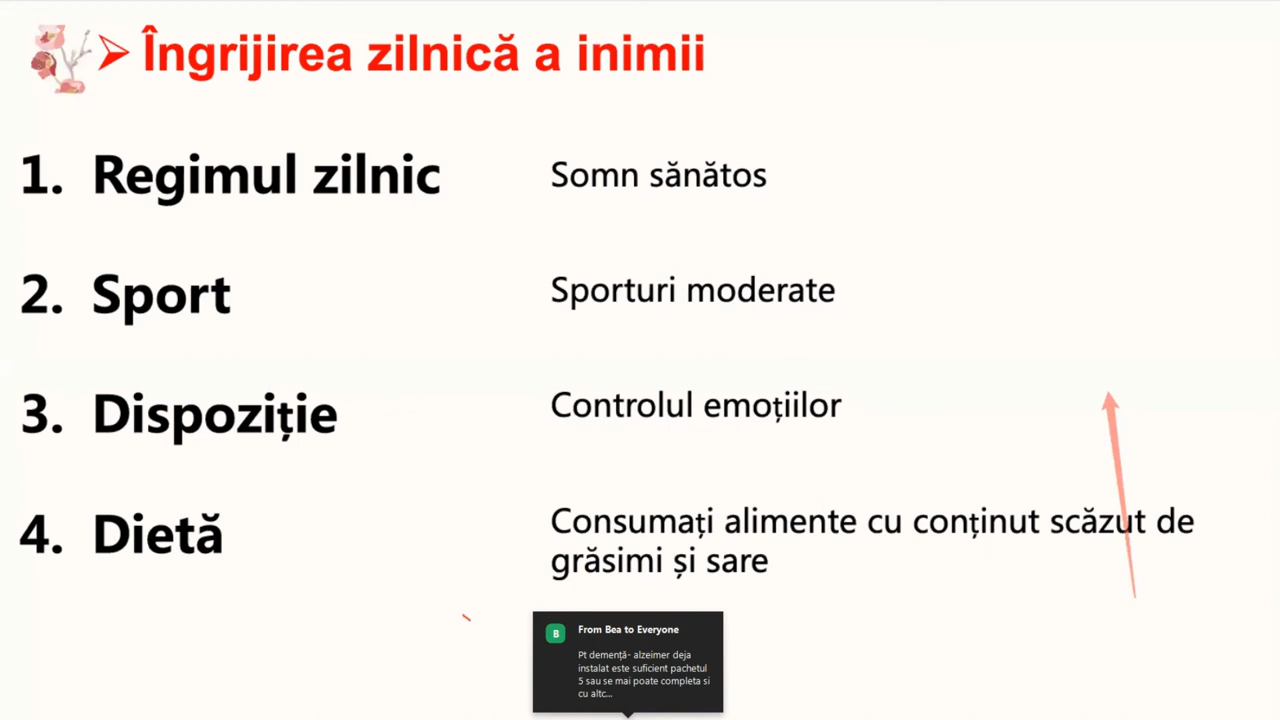 Îngrijirea zilnică a inimii
1. Regimul zilnic
Somn sănătos
2. Sport
Sporturi moderate
3. Dispoziție
Controlul emoțiilor
4. Dietă
Consumați alimente cu conținut scăzut de
grăsimi și sare
B
From Bea to Everyone
Pt demență- alzeimer deja
instalat este suficient pachetul
5 sau se mai poate completa si
cu altc...